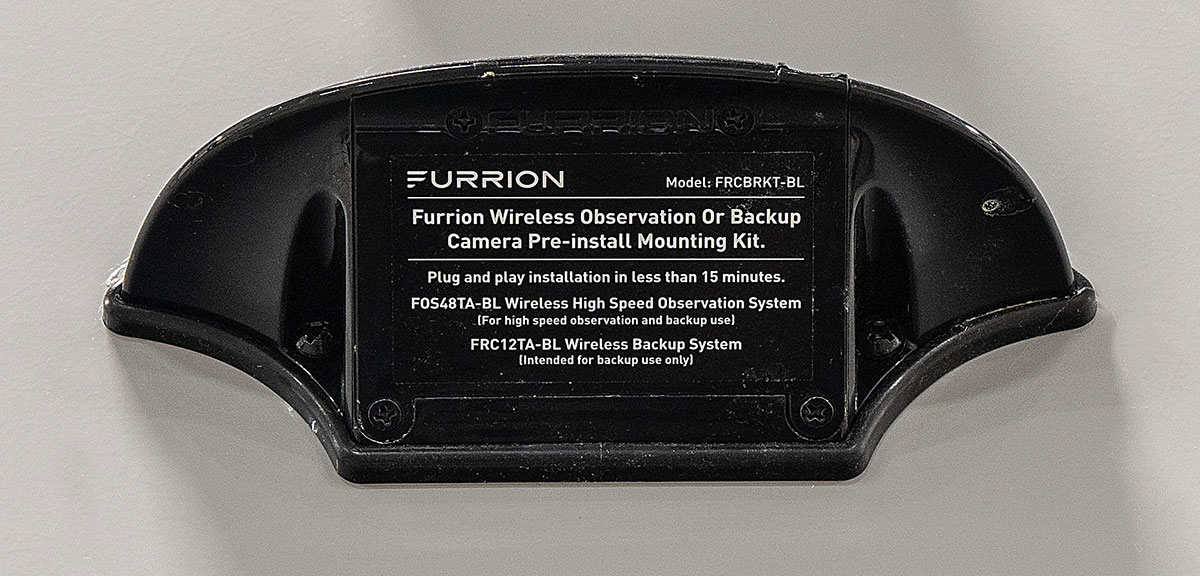 FURRION
FURRION Model: FRCBRKT-BL
Furrion Wireless Observation Or Backup
Camera Pre-install Mounting Kit.
Plug and play installation in less than 15 minutes.
FOS48TA-BL Wireless High Speed Observation System
(For high speed observation and backup use)
FRC12TA-BL Wireless Backup System
(Intended for backup use only)